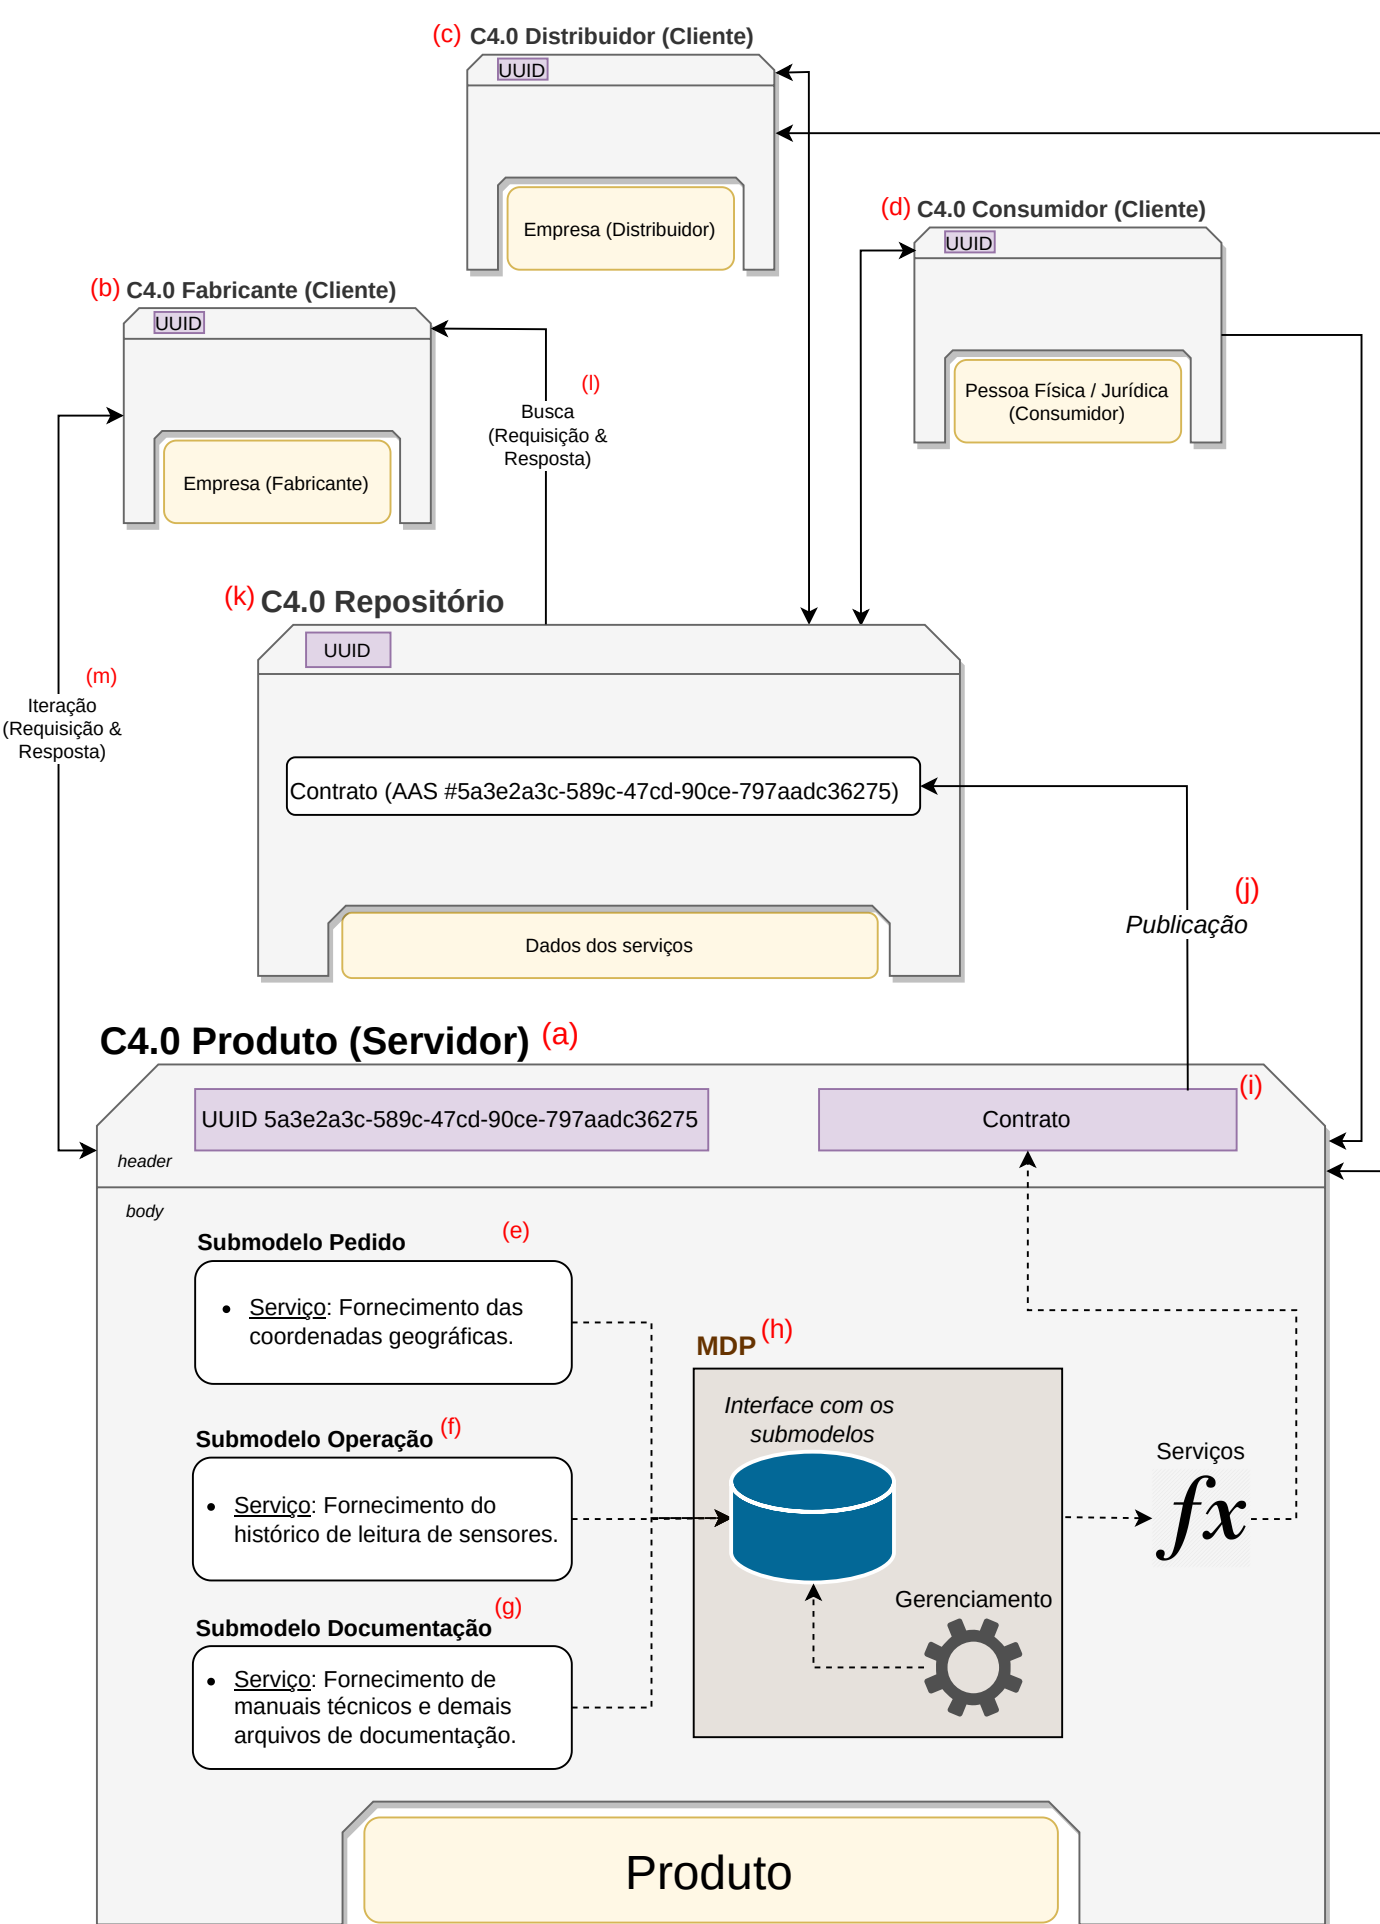 (c) C4.0 Distribuidor (Cliente)
UUID
Empresa (Distribuidor)
(d) C4.0 Consumidor (Cliente)
UUID
Pessoa Física / Jurídica
(Consumidor)
(b) C4.0 Fabricante (Cliente)
UUID
Empresa (Fabricante)
(l)
Busca
(Requisição &
Resposta)
(k) C4.0 Repositório
UUID
(m)
Iteração
(Requisição &
Resposta)
Contrato (AAS #5a3e2a3c-589c-47cd-90ce-797aadc36275)
(j)
Publicação
Dados dos serviços
C4.0 Produto (Servidor) (a)
(i)
UUID 5a3e2a3c-589c-47cd-90ce-797aadc36275
Contrato
header
body
Submodelo Pedido (e)
• Serviço: Fornecimento das
coordenadas geográficas.
MDP (h)
Interface com os
submodelos
Submodelo Operação (f)
• Serviço: Fornecimento do
histórico de leitura de sensores.
Serviços
fx
Gerenciamento
Submodelo Documentação (g)
• Serviço: Fornecimento de
manuais técnicos e demais
arquivos de documentação.
Produto